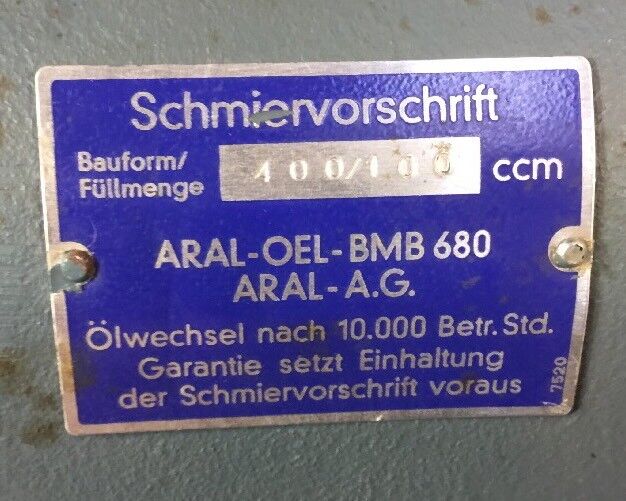 Schmiervorschrift
Bauform/
Füllmenge 400/100 ccm
ARAL-OEL-BMB 680
ARAL-A.G.
Ölwechsel nach 10.000 Betr. Std.
Garantie setzt Einhaltung
der Schmiervorschrift voraus
7520